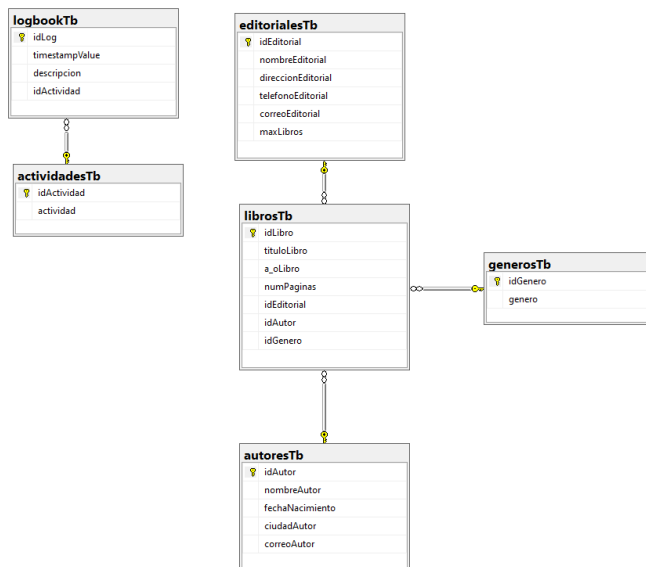 logbookTb
idLog
timestampValue
descripcion
idActividad
actividadesTb
idActividad
actividad
editorialesTb
idEditorial
nombreEditorial
direccionEditorial
telefonoEditorial
correoEditorial
maxLibros
librosTb
idLibro
tituloLibro
a_oLibro
numPaginas
idEditorial
idAutor
idGenero
generosTb
idGenero
genero
autoresTb
idAutor
nombreAutor
fechaNacimiento
ciudadAutor
correoAutor